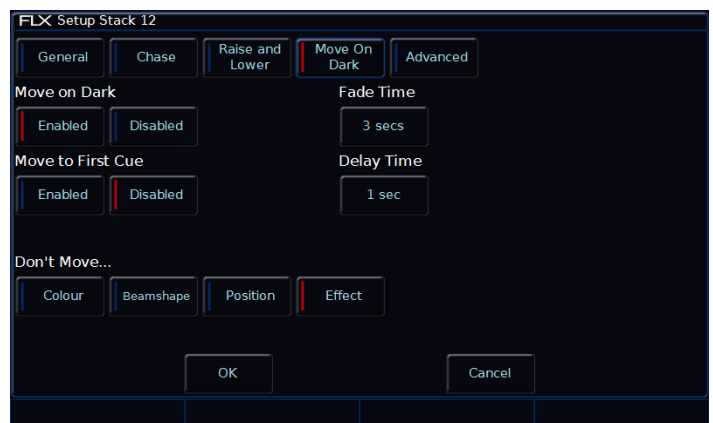 FLX Setup Stack 12
General Chase Raise and Lower Move On Dark Advanced
Move on Dark Fade Time
Enabled Disabled 3 secs
Move to First Cue Delay Time
Enabled Disabled 1 sec
Don't Move...
Colour Beamshape Position Effect
OK Cancel